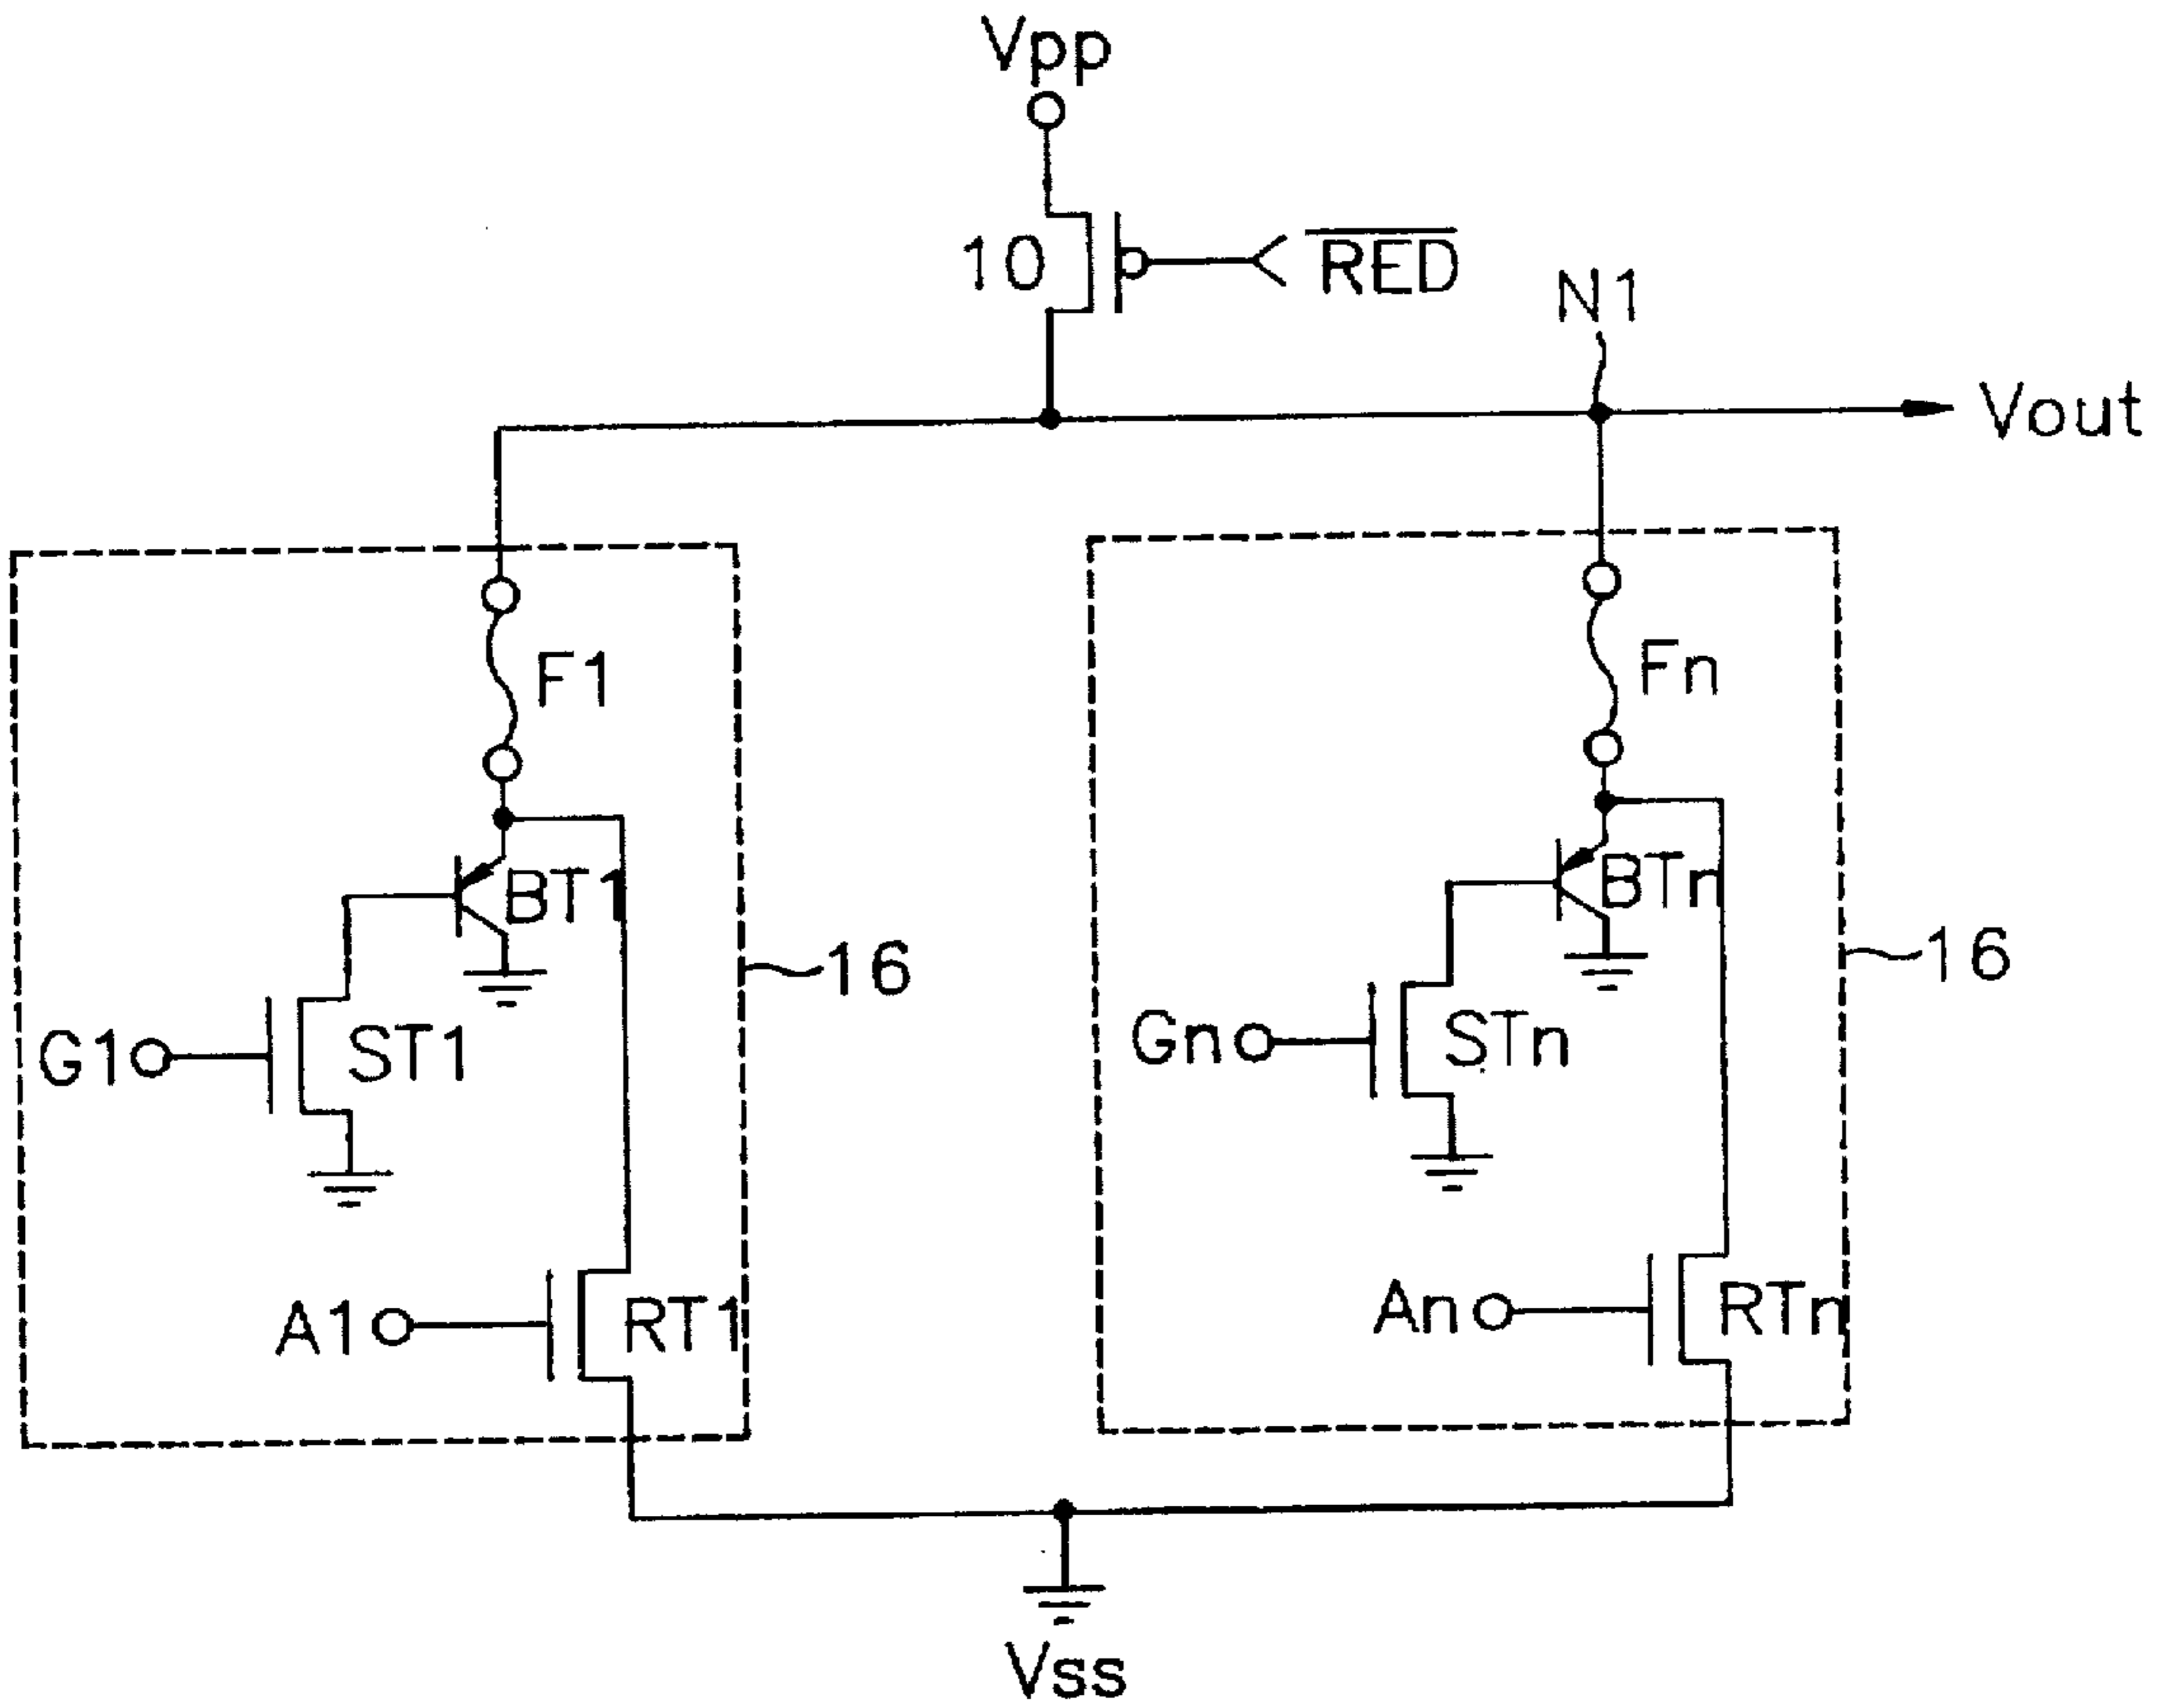 Vpp
10
RED
N1
Vout
F1
Fn
BT1
BTn
16
16
G1
ST1
Gn
STn
A1
RT1
An
RTn
Vss